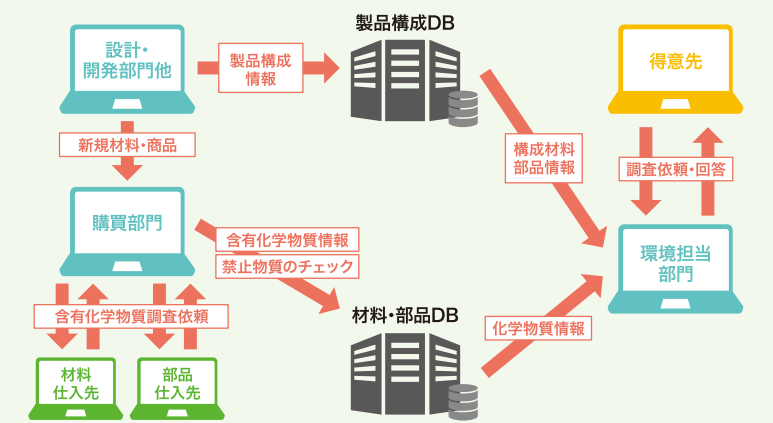 製品構成DB
設計・
開発部門他
製品構成
情報
得意先
新規材料・商品
構成材料
部品情報
調査依頼・回答
購買部門
含有化学物質情報
禁止物質のチェック
環境担当
部門
含有化学物質調査依頼
材料・部品DB
化学物質情報
材料
仕入先
部品
仕入先